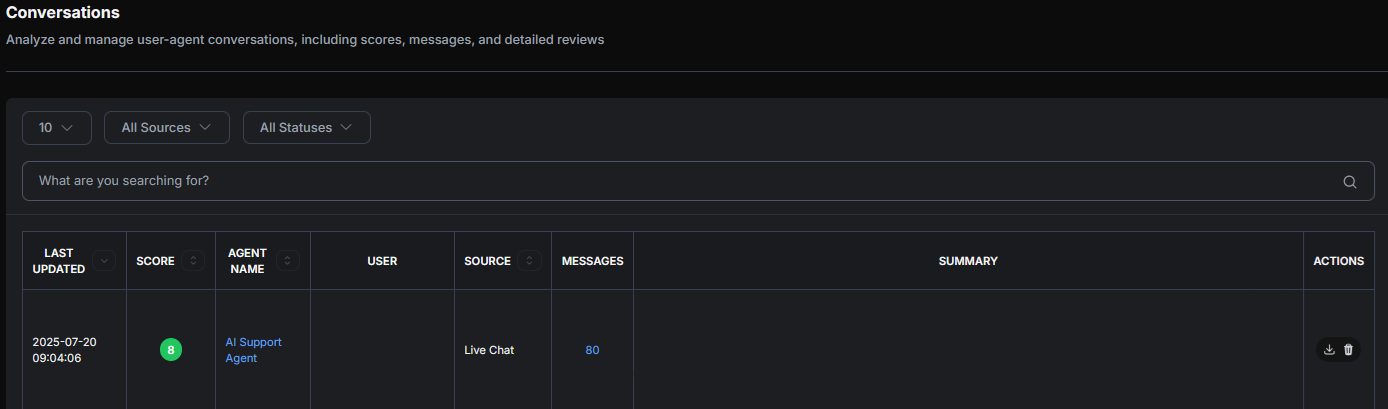 Conversations
Analyze and manage user-agent conversations, including scores, messages, and detailed reviews
10 All Sources All Statuses
What are you searching for?
LAST UPDATED SCORE AGENT NAME USER SOURCE MESSAGES SUMMARY ACTIONS
2025-07-20 09:04:06 8 AI Support Agent Live Chat 80